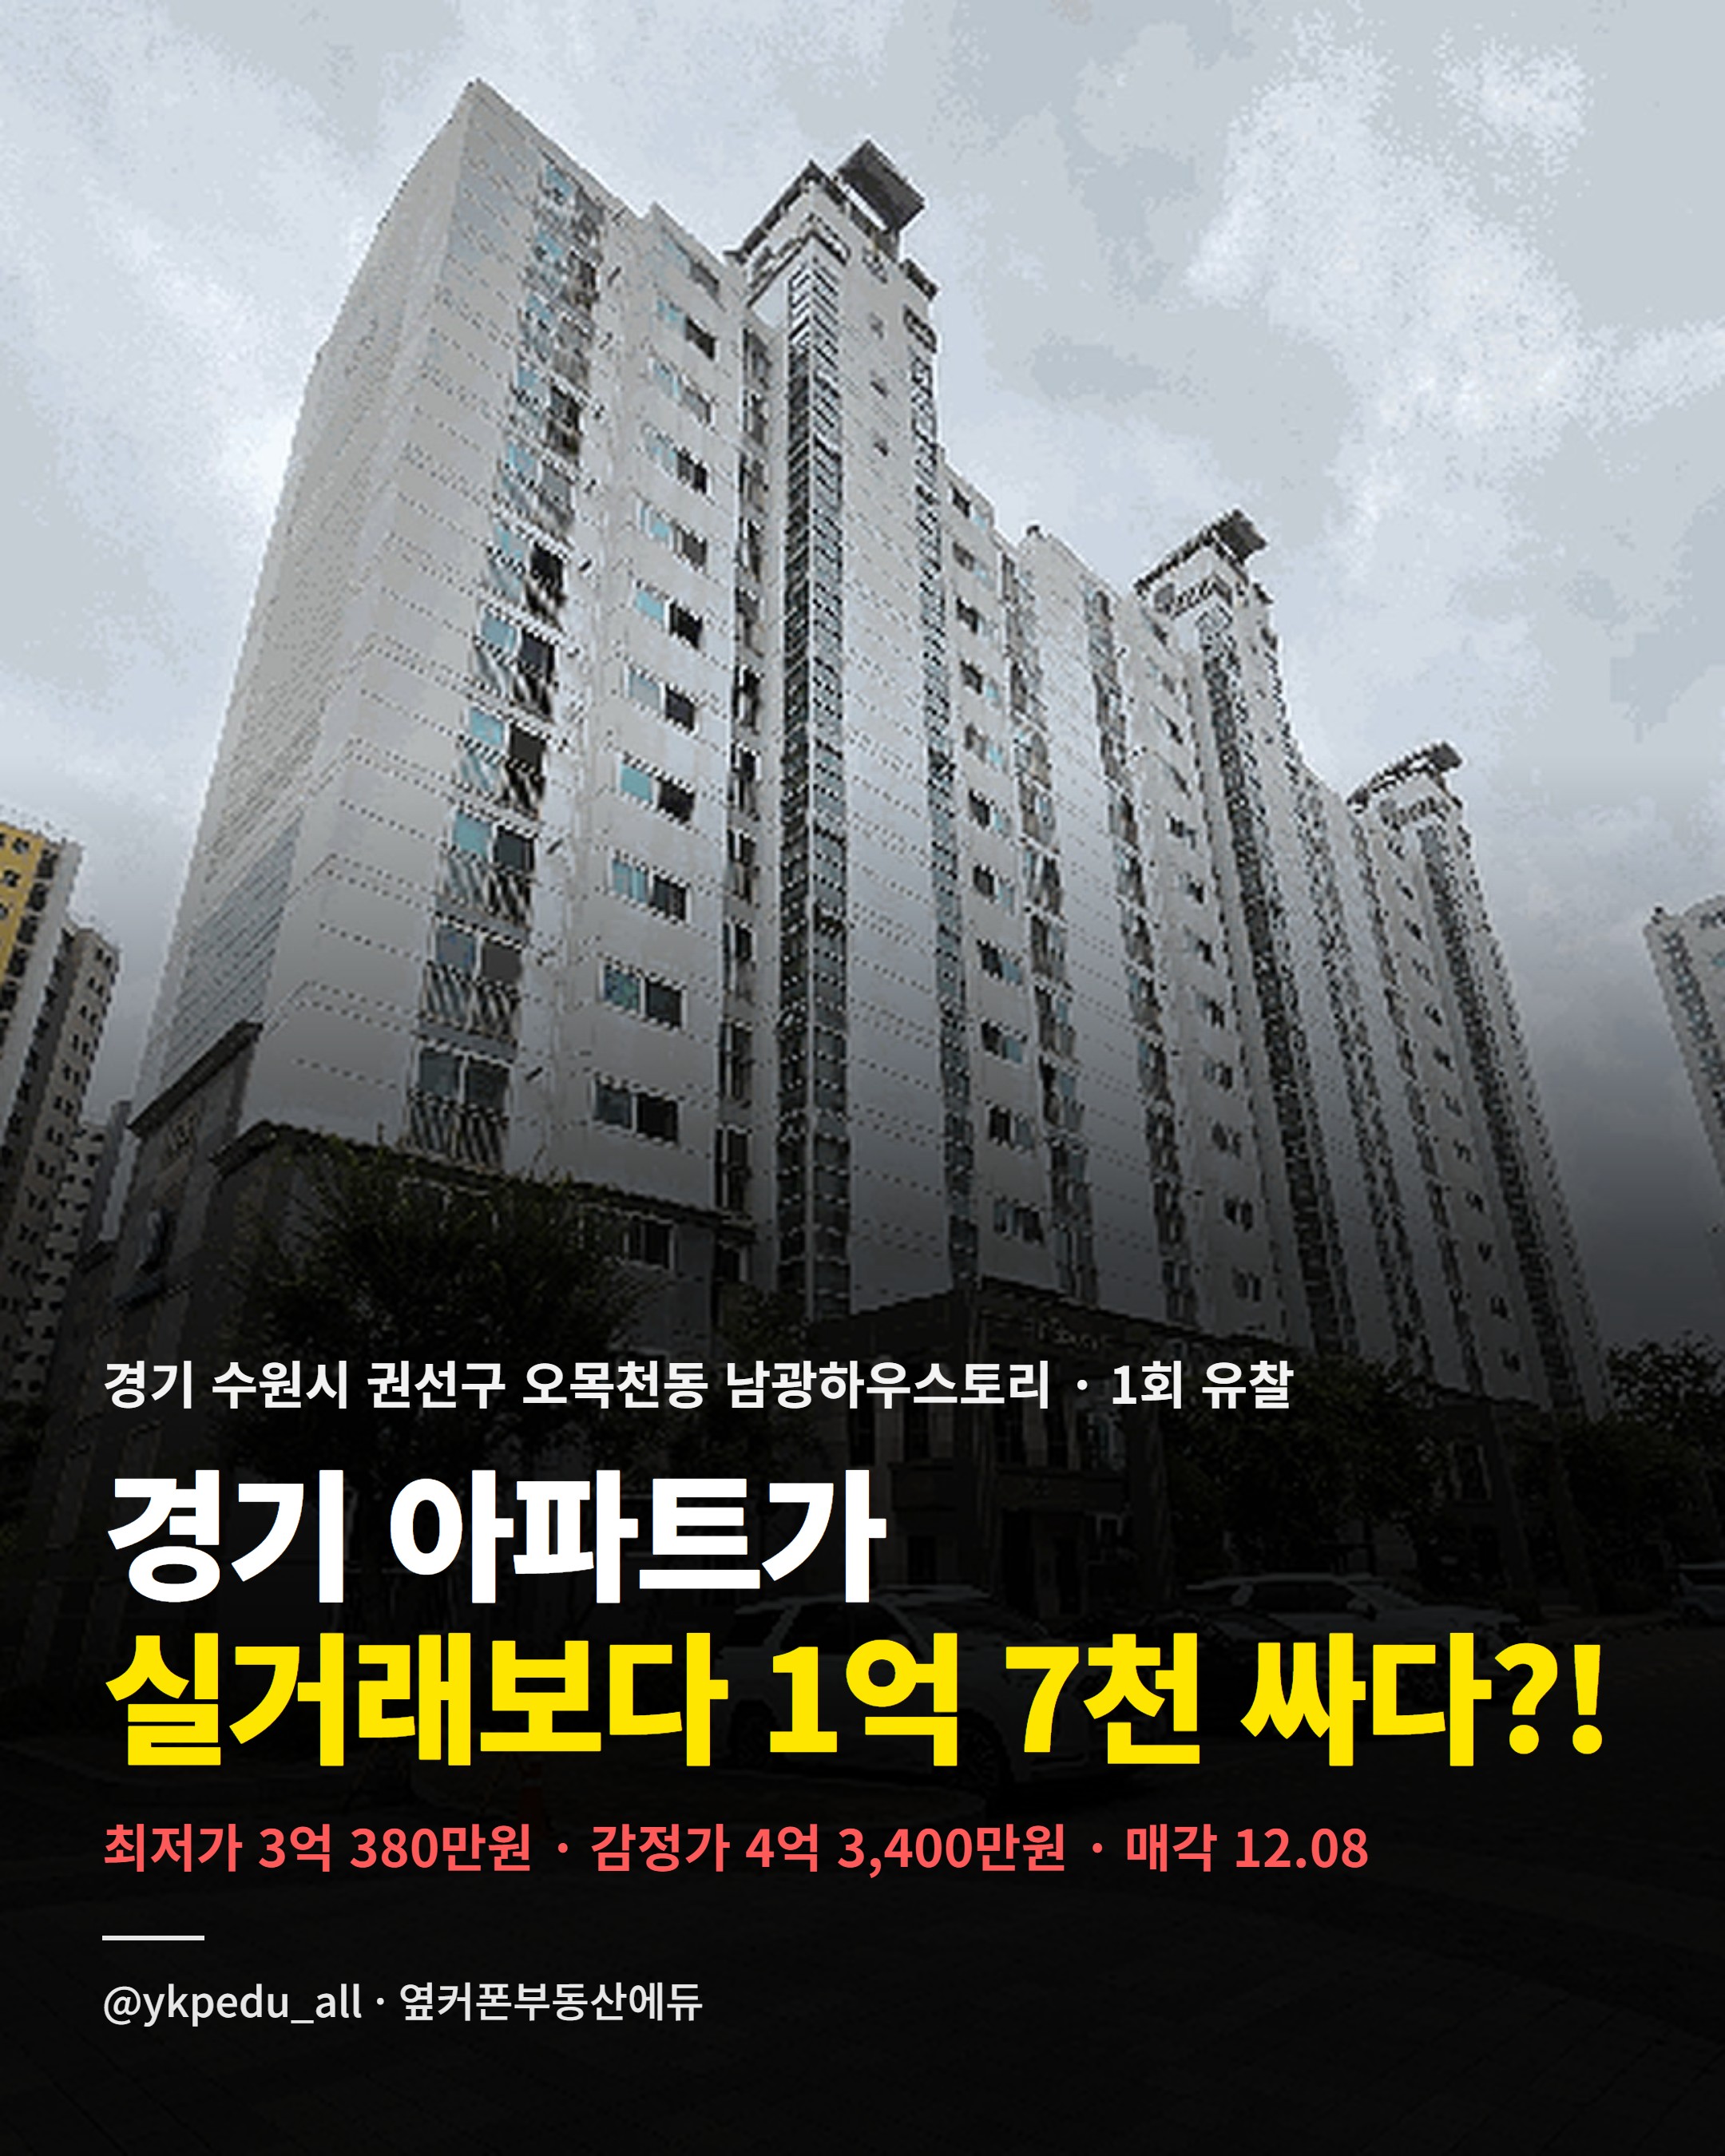 경기 수원시 권선구 오목천동 남광하우스토리 · 1회 유찰
경기 아파트가
실거래보다 1억 7천 싸다?!
최저가 3억 380만원 · 감정가 4억 3,400만원 · 매각 12.08
@ykpedu_all · 옆커폰부동산에듀